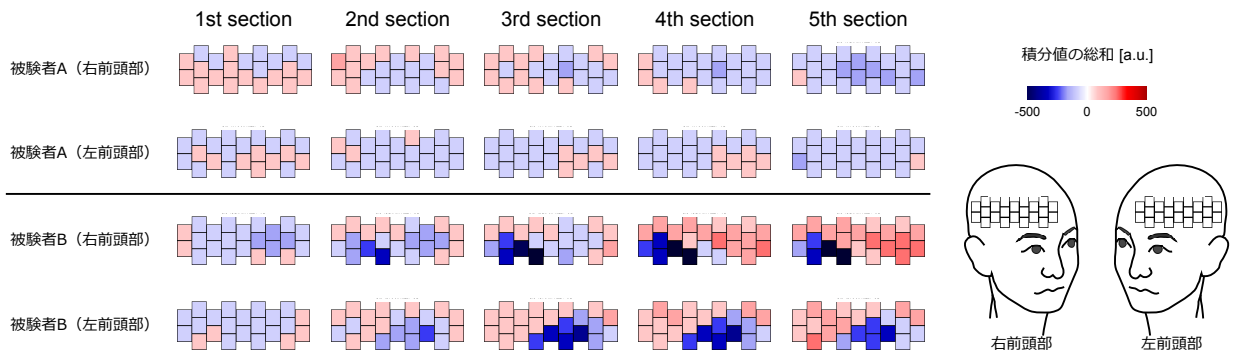 1st section 2nd section 3rd section 4th section 5th section
被験者A（右前頭部）
積分値の総和 [a.u.]
-500 0 500
被験者A（左前頭部）
被験者B（右前頭部）
被験者B（左前頭部）
右前頭部 左前頭部